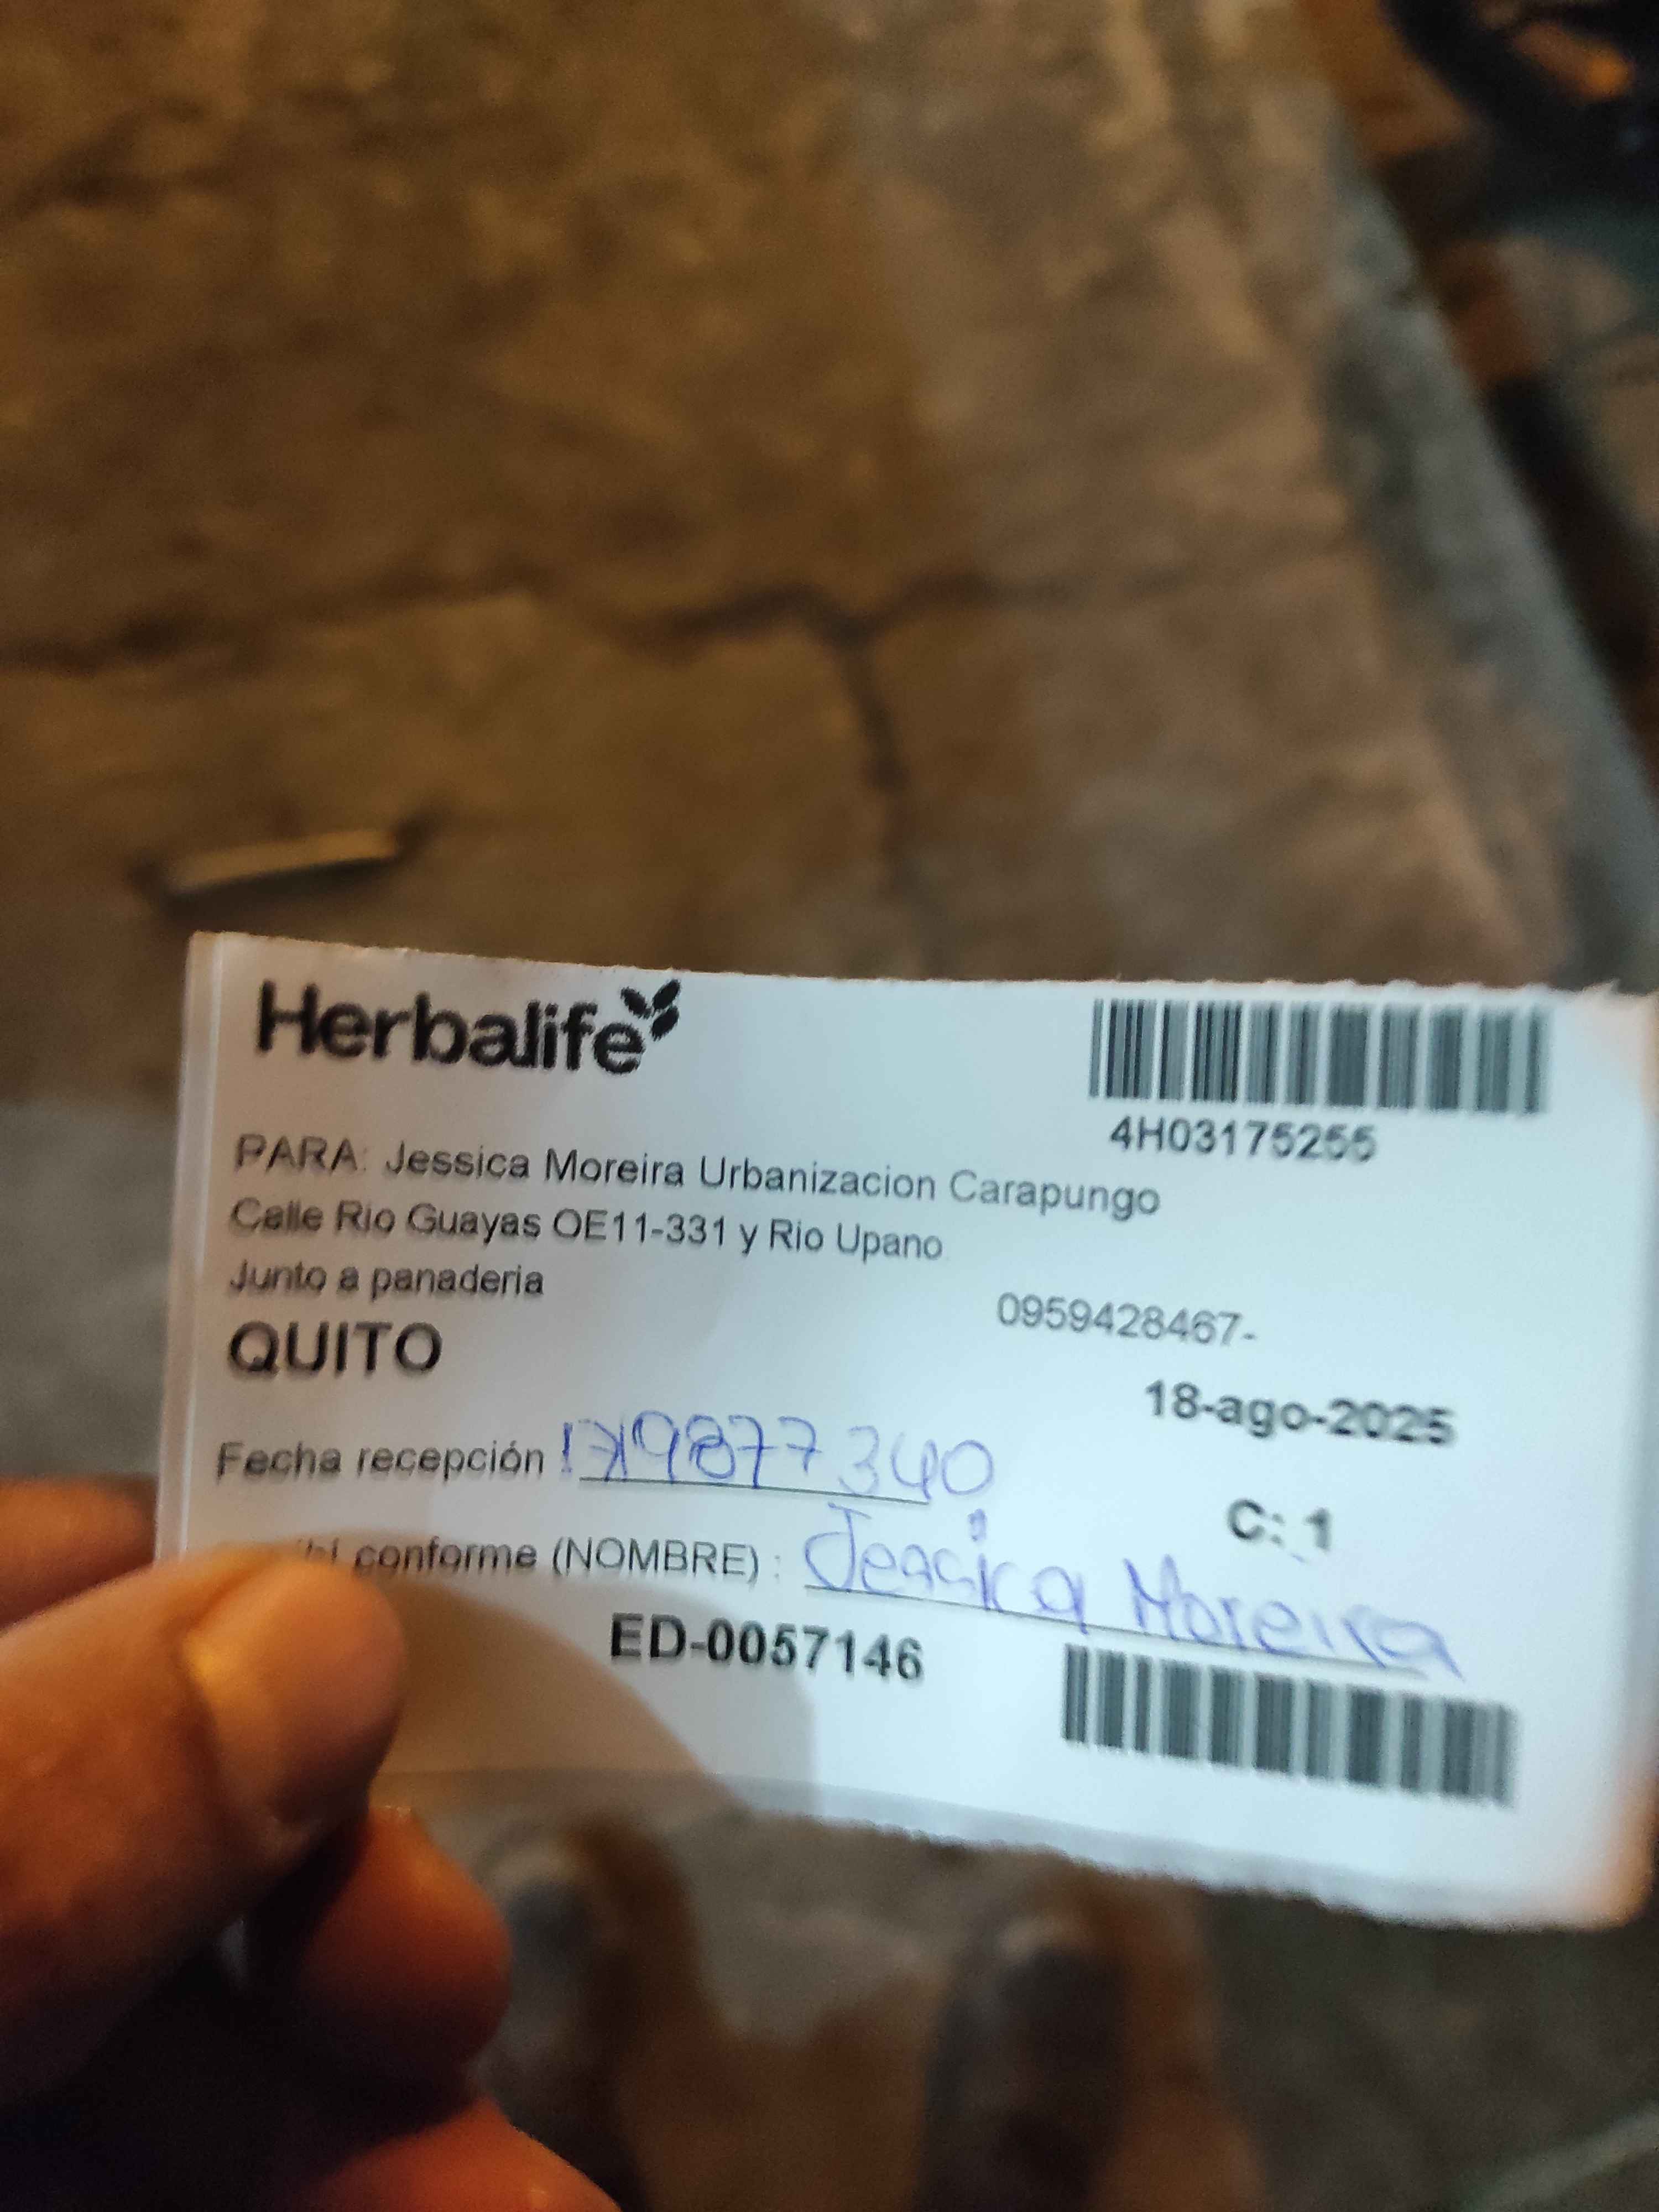 Herbalife
4H03175255
PARA: Jessica Moreira Urbanizacion Carapungo
Calle Rio Guayas OE11-331 y Rio Upano
Junto a panaderia
0959428467-
QUITO
18-ago-2025
Fecha recepción 1719877340
C: 1
conforme (NOMBRE) : Jessica Moreira
ED-0057146